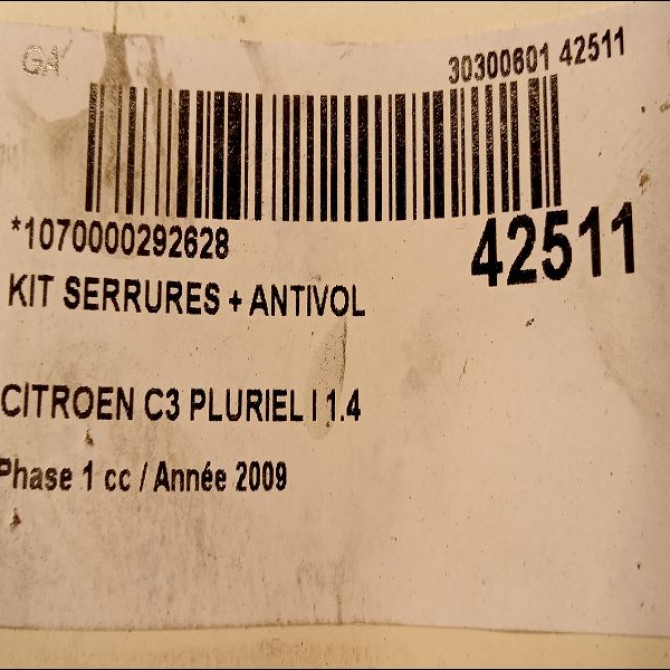 GA
30300601 42511
*1070000292628
42511
KIT SERRURES + ANTIVOL
CITROEN C3 PLURIEL I 1.4
Phase 1 cc / Année 2009